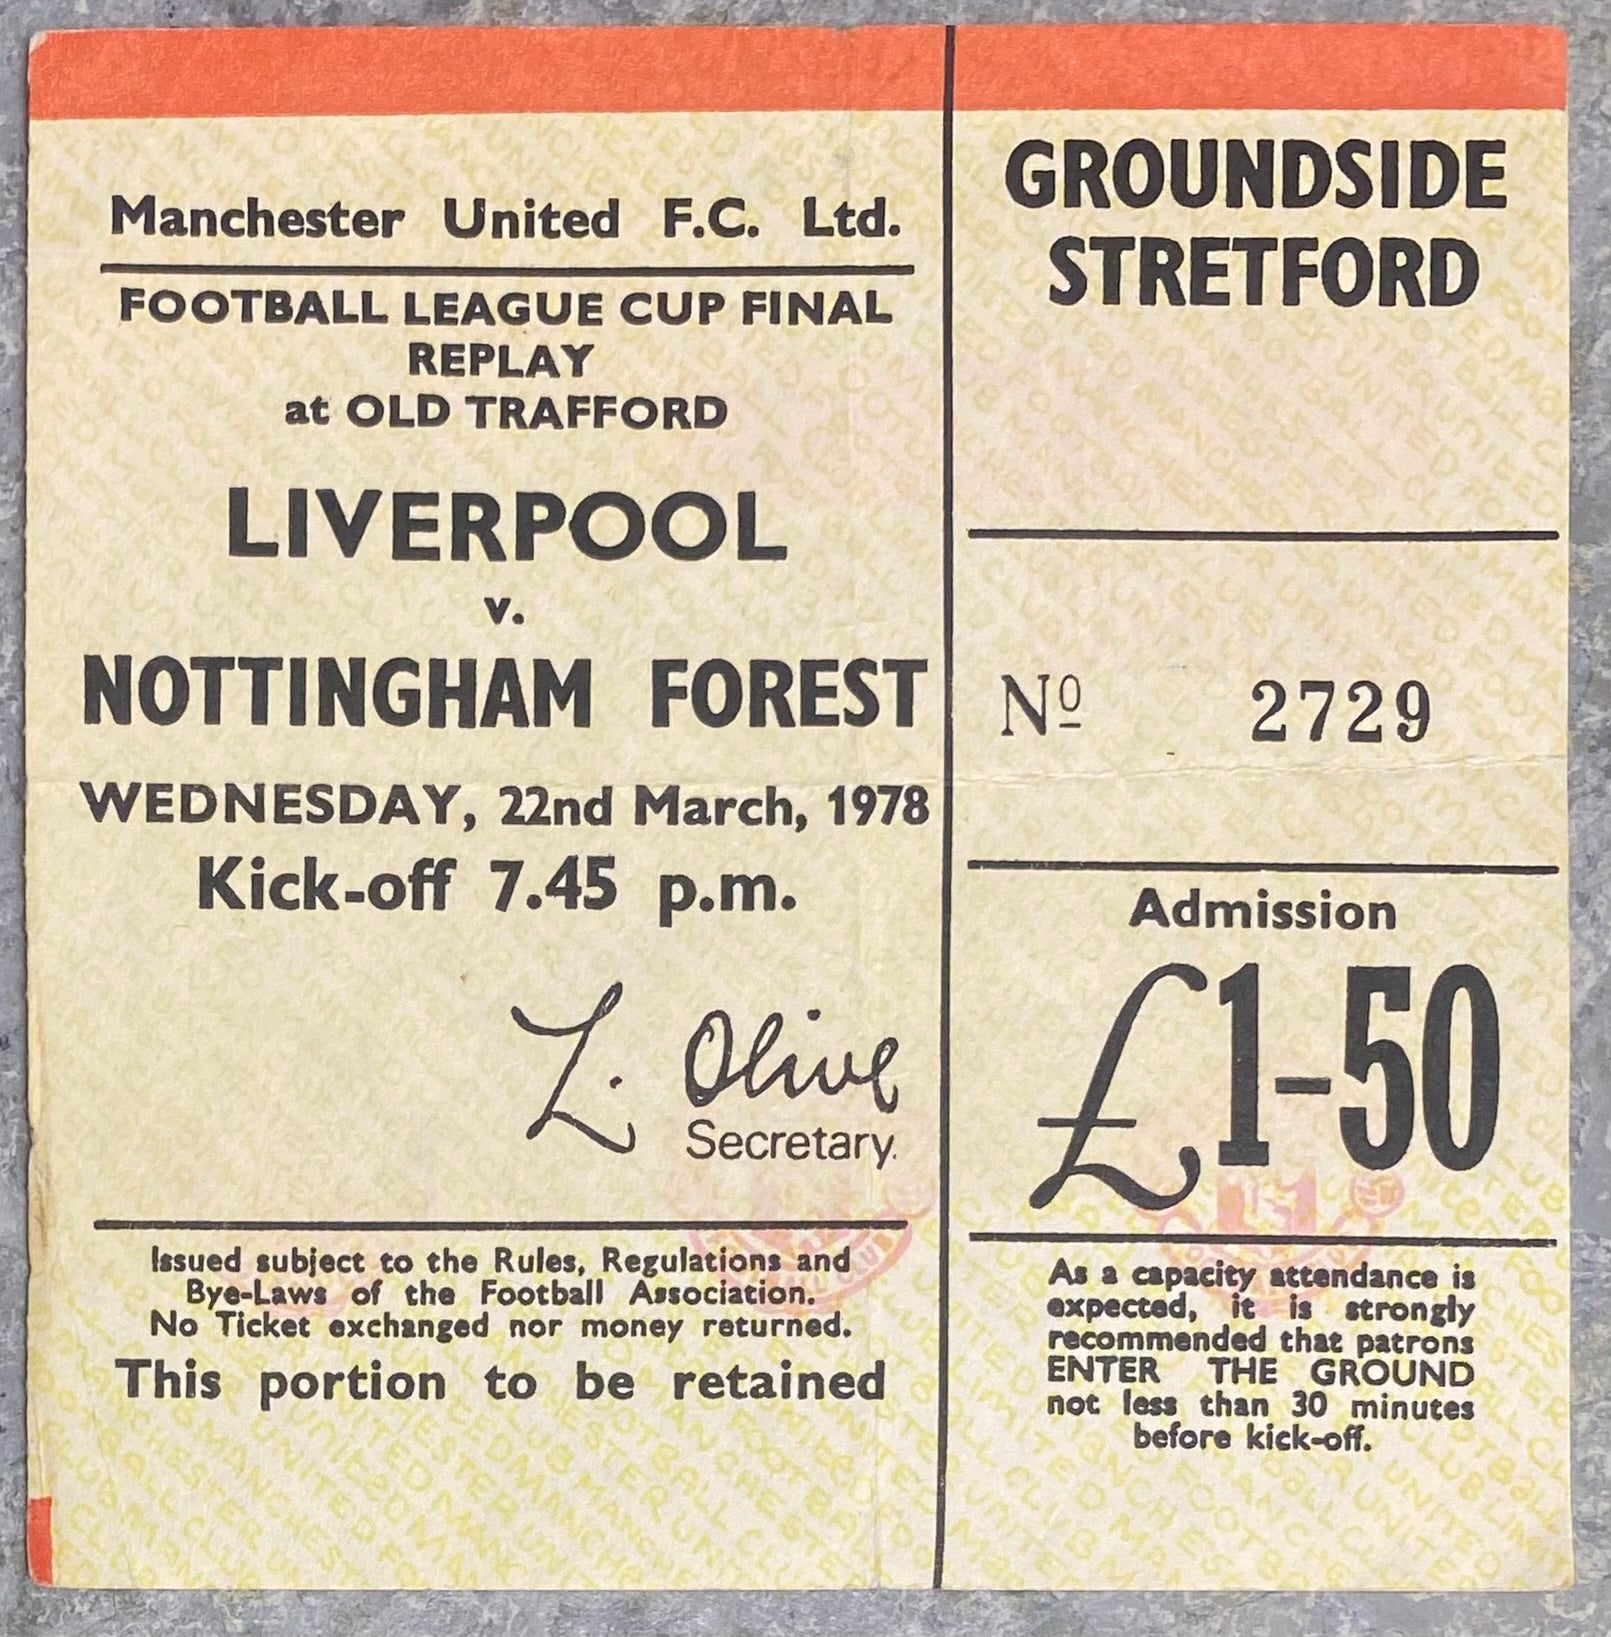 Manchester United F.C. Ltd.
FOOTBALL LEAGUE CUP FINAL
REPLAY
at OLD TRAFFORD
LIVERPOOL
v.
NOTTINGHAM FOREST
WEDNESDAY, 22nd March, 1978
Kick-off 7.45 p.m.
L. Olive
Secretary.
Issued subject to the Rules, Regulations and
Bye-Laws of the Football Association.
No Ticket exchanged nor money returned.
This portion to be retained
GROUNDSIDE
STRETFORD
Nº 2729
Admission
£1-50
As a capacity attendance is
expected, it is strongly
recommended that patrons
ENTER THE GROUND
not less than 30 minutes
before kick-off.